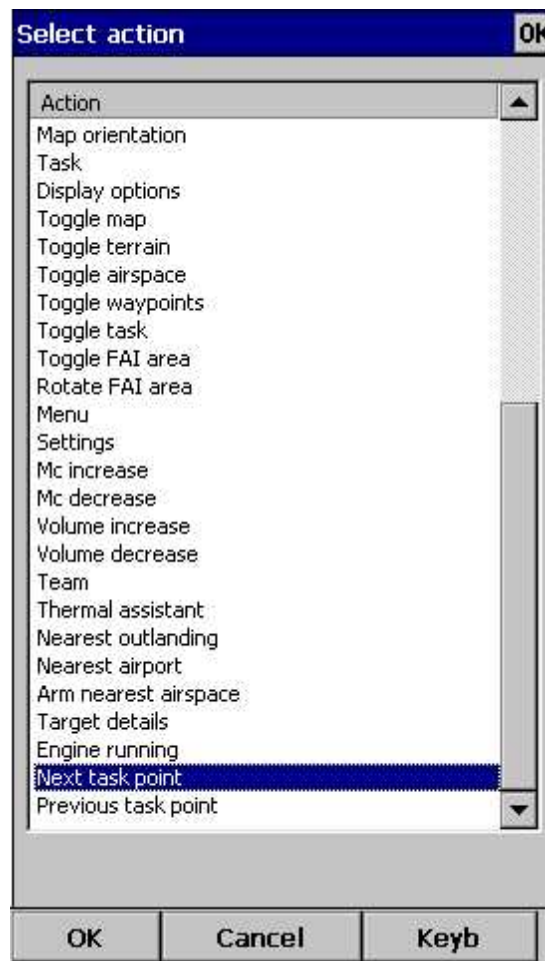 Select action
OK
Action
Map orientation
Task
Display options
Toggle map
Toggle terrain
Toggle airspace
Toggle waypoints
Toggle task
Toggle FAI area
Rotate FAI area
Menu
Settings
Mc increase
Mc decrease
Volume increase
Volume decrease
Team
Thermal assistant
Nearest outlanding
Nearest airport
Arm nearest airspace
Target details
Engine running
Next task point
Previous task point
OK Cancel Keyb